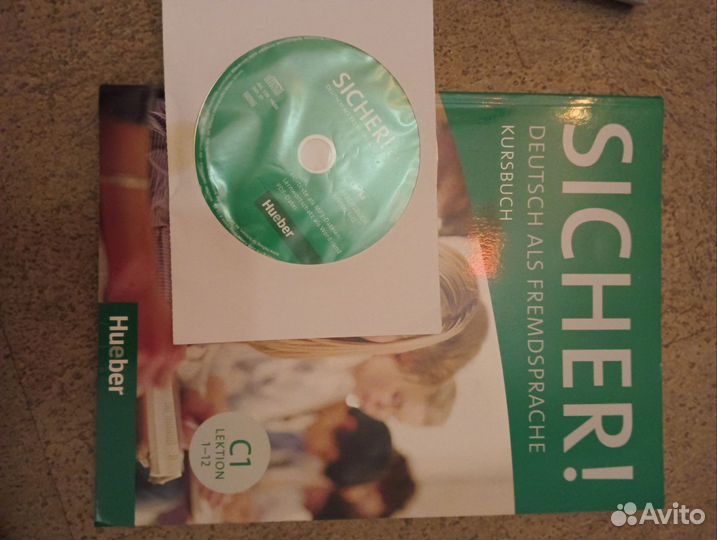 SICHER!
DEUTSCH ALS FREMDSPRACHE
KURSBUCH
C1
LEKTION
1–12
Hueber
SICHER!
Hueber
Avito